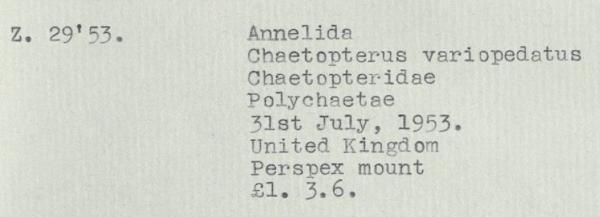 Z. 29'53. Annelida
Chaetopterus variopedatus
Chaetopteridae
Polychaetae
31st July, 1953.
United Kingdom
Perspex mount
£1. 3.6.